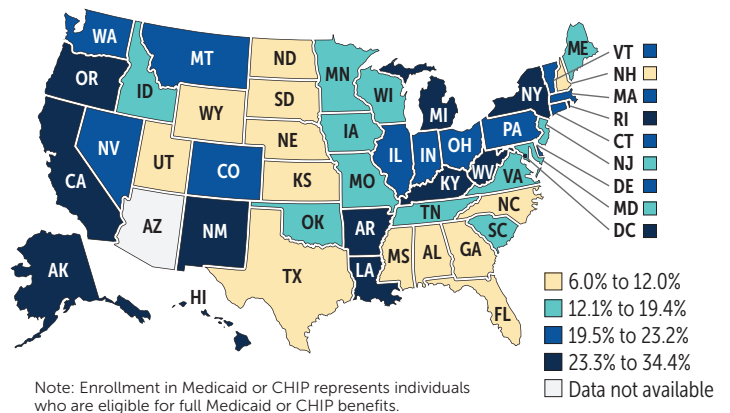 WA
MT
ND
MN
ME
VT
OR
ID
SD
WI
NH
NY
MA
WY
MI
RI
IA
NE
PA
CT
NV
UT
CO
IL
IN
OH
NJ
CA
KS
MO
KY
WV
VA
DE
MD
AZ
NM
OK
AR
TN
NC
DC
SC
AK
TX
LA
MS
AL
GA
HI
FL
6.0% to 12.0%
12.1% to 19.4%
19.5% to 23.2%
23.3% to 34.4%
Data not available
Note: Enrollment in Medicaid or CHIP represents individuals
who are eligible for full Medicaid or CHIP benefits.